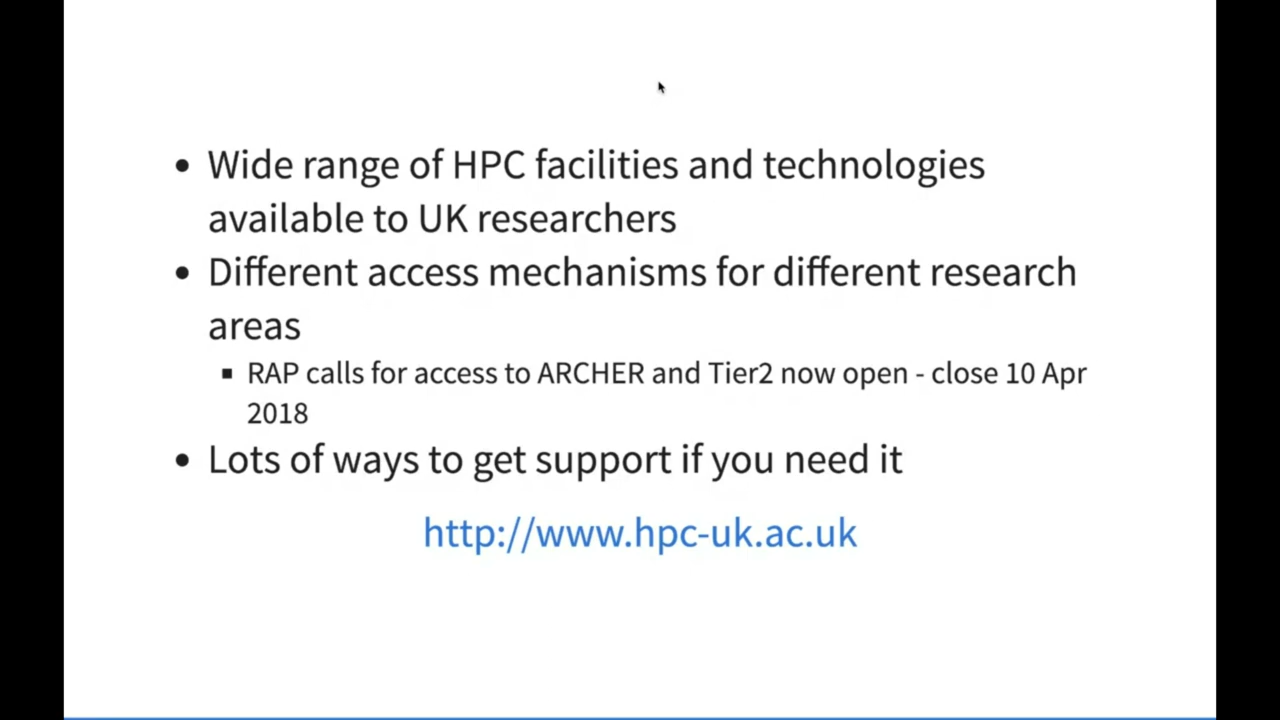 Wide range of HPC facilities and technologies
available to UK researchers
Different access mechanisms for different research
areas
RAP calls for access to ARCHER and Tier2 now open - close 10 Apr
2018
Lots of ways to get support if you need it
http://www.hpc-uk.ac.uk